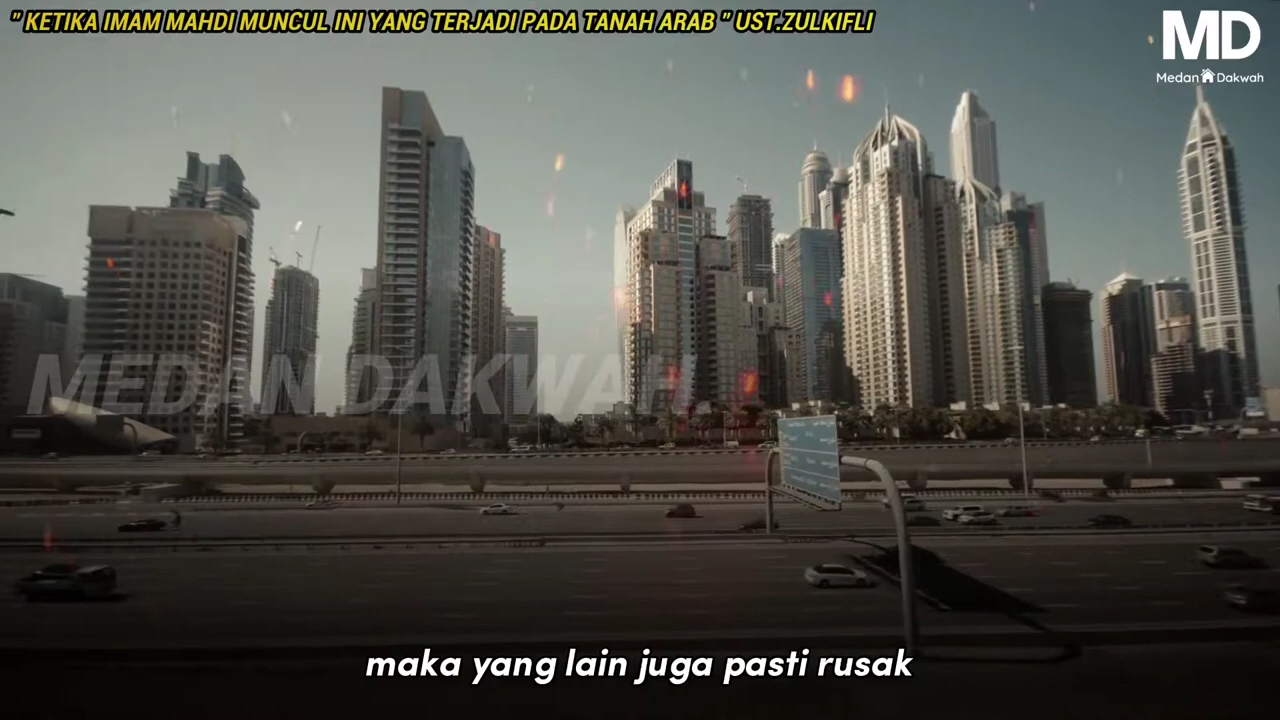 " KETIKA IMAM MAHDI MUNCUL INI YANG TERJADI PADA TANAH ARAB " UST.ZULKIFLI
MD
Medan Dakwah
MEDAN DAKWAH.
maka yang lain juga pasti rusak